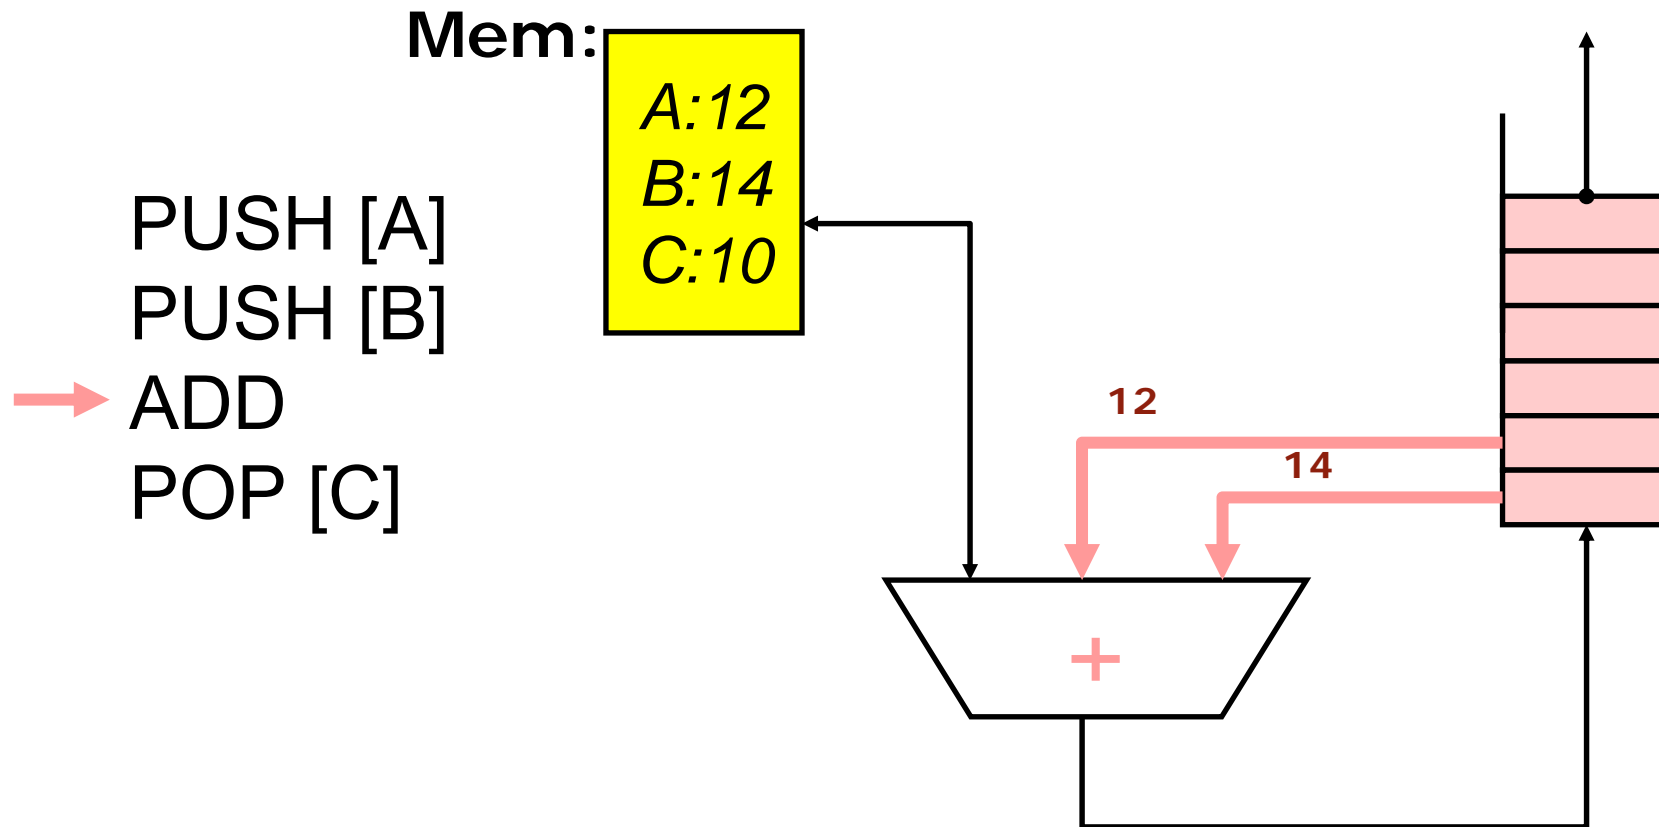 Mem:
A:12
B:14
C:10
PUSH [A]
PUSH [B]
ADD
POP [C]
12
14
+